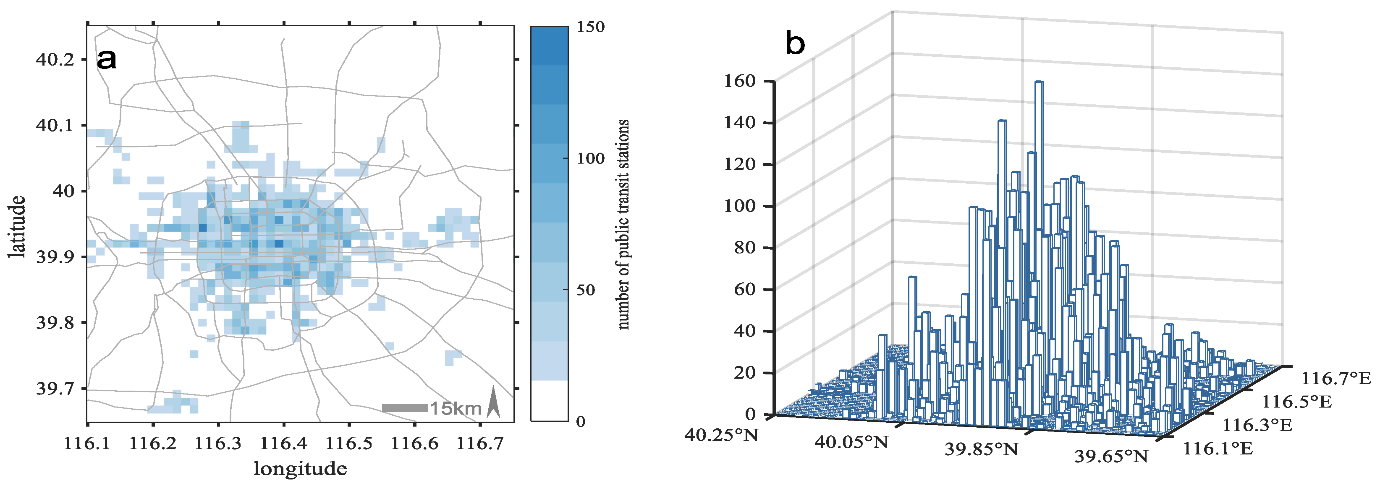 a
40.2
40.1
40
39.9
39.8
39.7
latitude
116.1 116.2 116.3 116.4 116.5 116.6 116.7
longitude
15km
150
100
50
0
number of public transit stations
b
160
140
120
100
80
60
40
20
0
40.25°N
40.05°N
39.85°N
39.65°N
116.1°E
116.3°E
116.5°E
116.7°E